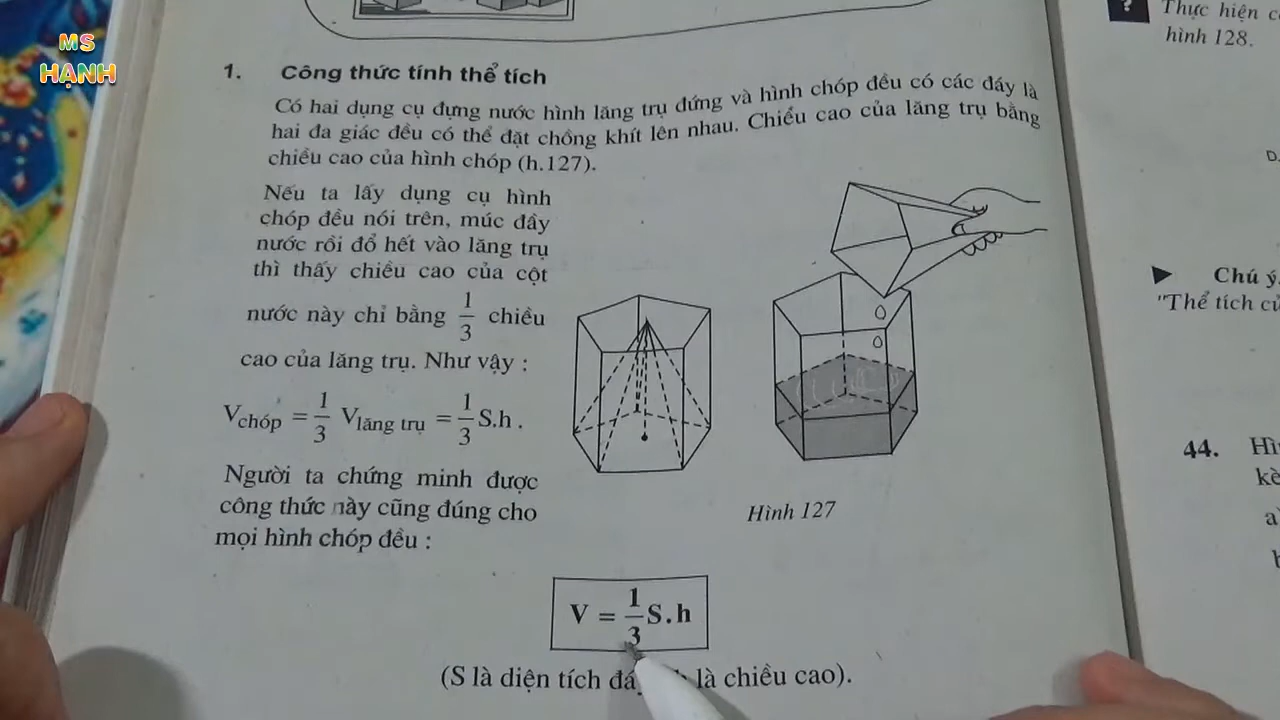 MS
HẠNH
1. Công thức tính thể tích
Có hai dụng cụ đựng nước hình lăng trụ đứng và hình chóp đều có các đáy là
hai đa giác đều có thể đặt chồng khít lên nhau. Chiều cao của lăng trụ bằng
chiều cao của hình chóp (h.127).
Nếu ta lấy dụng cụ hình
chóp đều nói trên, múc đầy
nước rồi đổ hết vào lăng trụ
thì thấy chiều cao của cột
nước này chỉ bằng 1/3 chiều
cao của lăng trụ. Như vậy :
Vchóp = 1/3 Vlăng trụ = 1/3 S.h .
Người ta chứng minh được
công thức này cũng đúng cho
mọi hình chóp đều :
Hình 127
V = 1/3 S.h
(S là diện tích là chiều cao).
?
Thực hiện
hình 128.
Chú ý
"Thể tích
44.
a